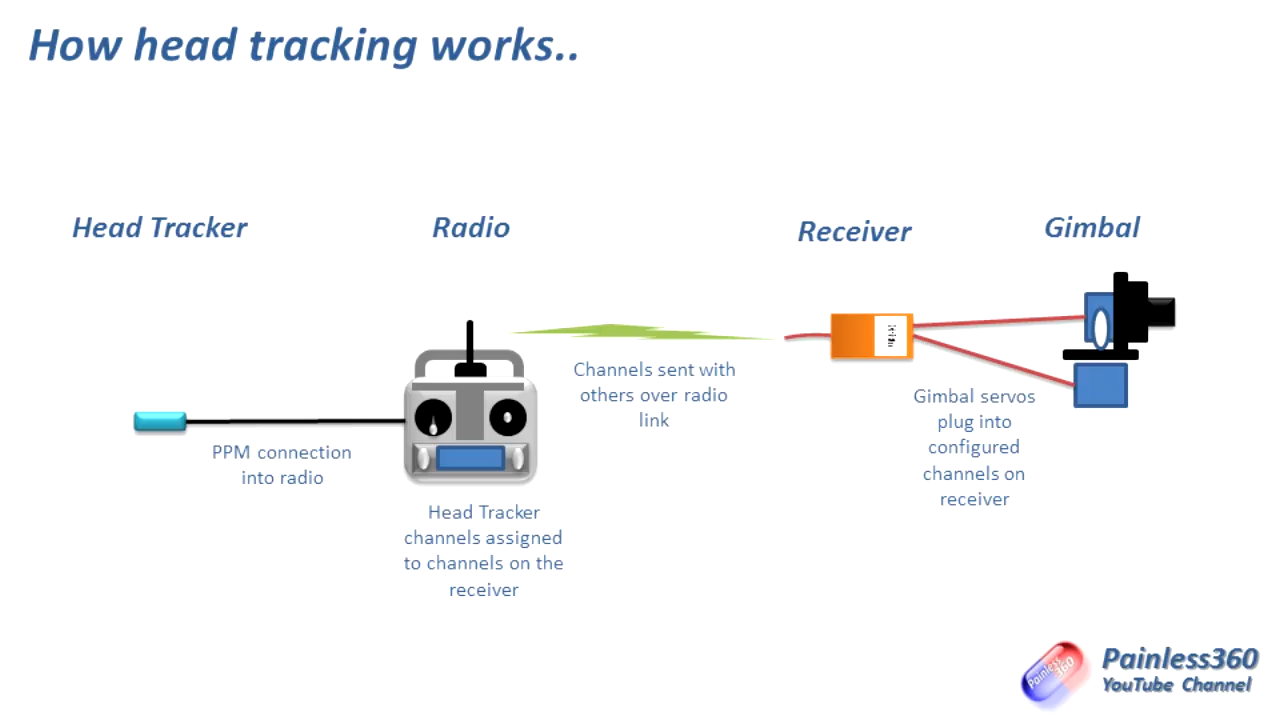 How head tracking works..
Head Tracker
Radio
Receiver
Gimbal
PPM connection
into radio
Head Tracker
channels assigned
to channels on the
receiver
Channels sent with
others over radio
link
Gimbal servos
plug into
configured
channels on
receiver
Painless
360
Painless360
YouTube Channel